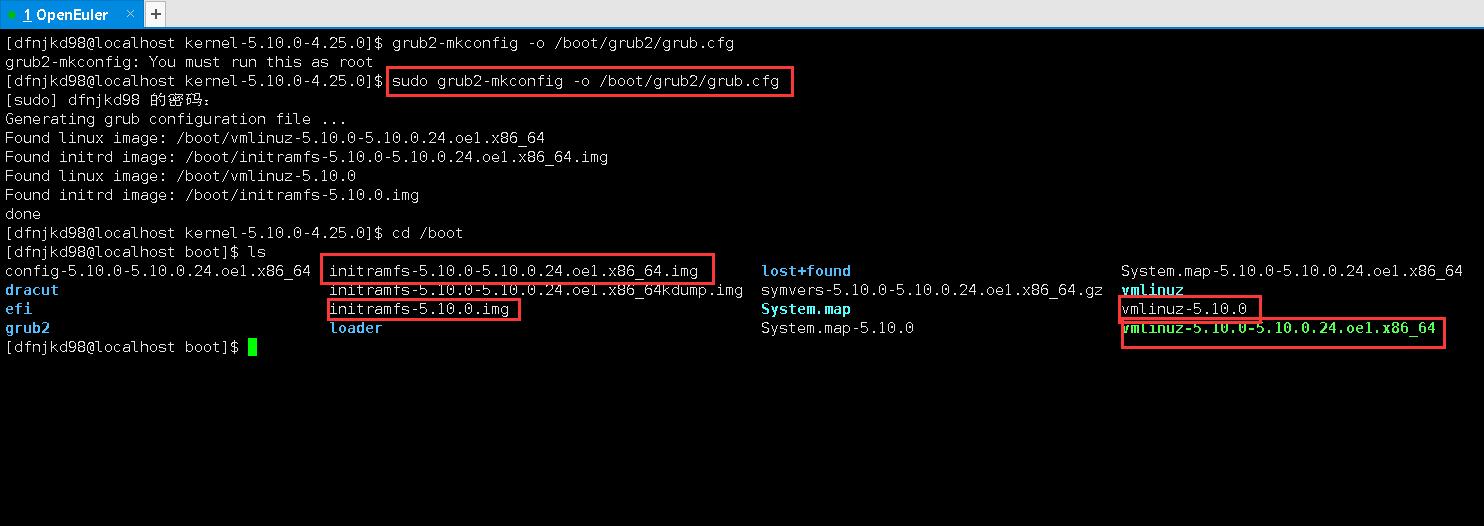 1 OpenEuler × +
[dfnjkd98@localhost kernel-5.10.0-4.25.0]$ grub2-mkconfig -o /boot/grub2/grub.cfg
grub2-mkconfig: You must run this as root
[dfnjkd98@localhost kernel-5.10.0-4.25.0]$ sudo grub2-mkconfig -o /boot/grub2/grub.cfg
[sudo] dfnjkd98 的密码：
Generating grub configuration file ...
Found linux image: /boot/vmlinuz-5.10.0-5.10.0.24.oe1.x86_64
Found initrd image: /boot/initramfs-5.10.0-5.10.0.24.oe1.x86_64.img
Found linux image: /boot/vmlinuz-5.10.0
Found initrd image: /boot/initramfs-5.10.0.img
done
[dfnjkd98@localhost kernel-5.10.0-4.25.0]$ cd /boot
[dfnjkd98@localhost boot]$ ls
config-5.10.0-5.10.0.24.oe1.x86_64 initramfs-5.10.0-5.10.0.24.oe1.x86_64.img lost+found System.map-5.10.0-5.10.0.24.oe1.x86_64
dracut initramfs-5.10.0-5.10.0.24.oe1.x86_64kdump.img symvers-5.10.0-5.10.0.24.oe1.x86_64.gz vmlinuz
efi initramfs-5.10.0.img System.map vmlinuz-5.10.0
grub2 loader System.map-5.10.0 vmlinuz-5.10.0-5.10.0.24.oe1.x86_64
[dfnjkd98@localhost boot]$